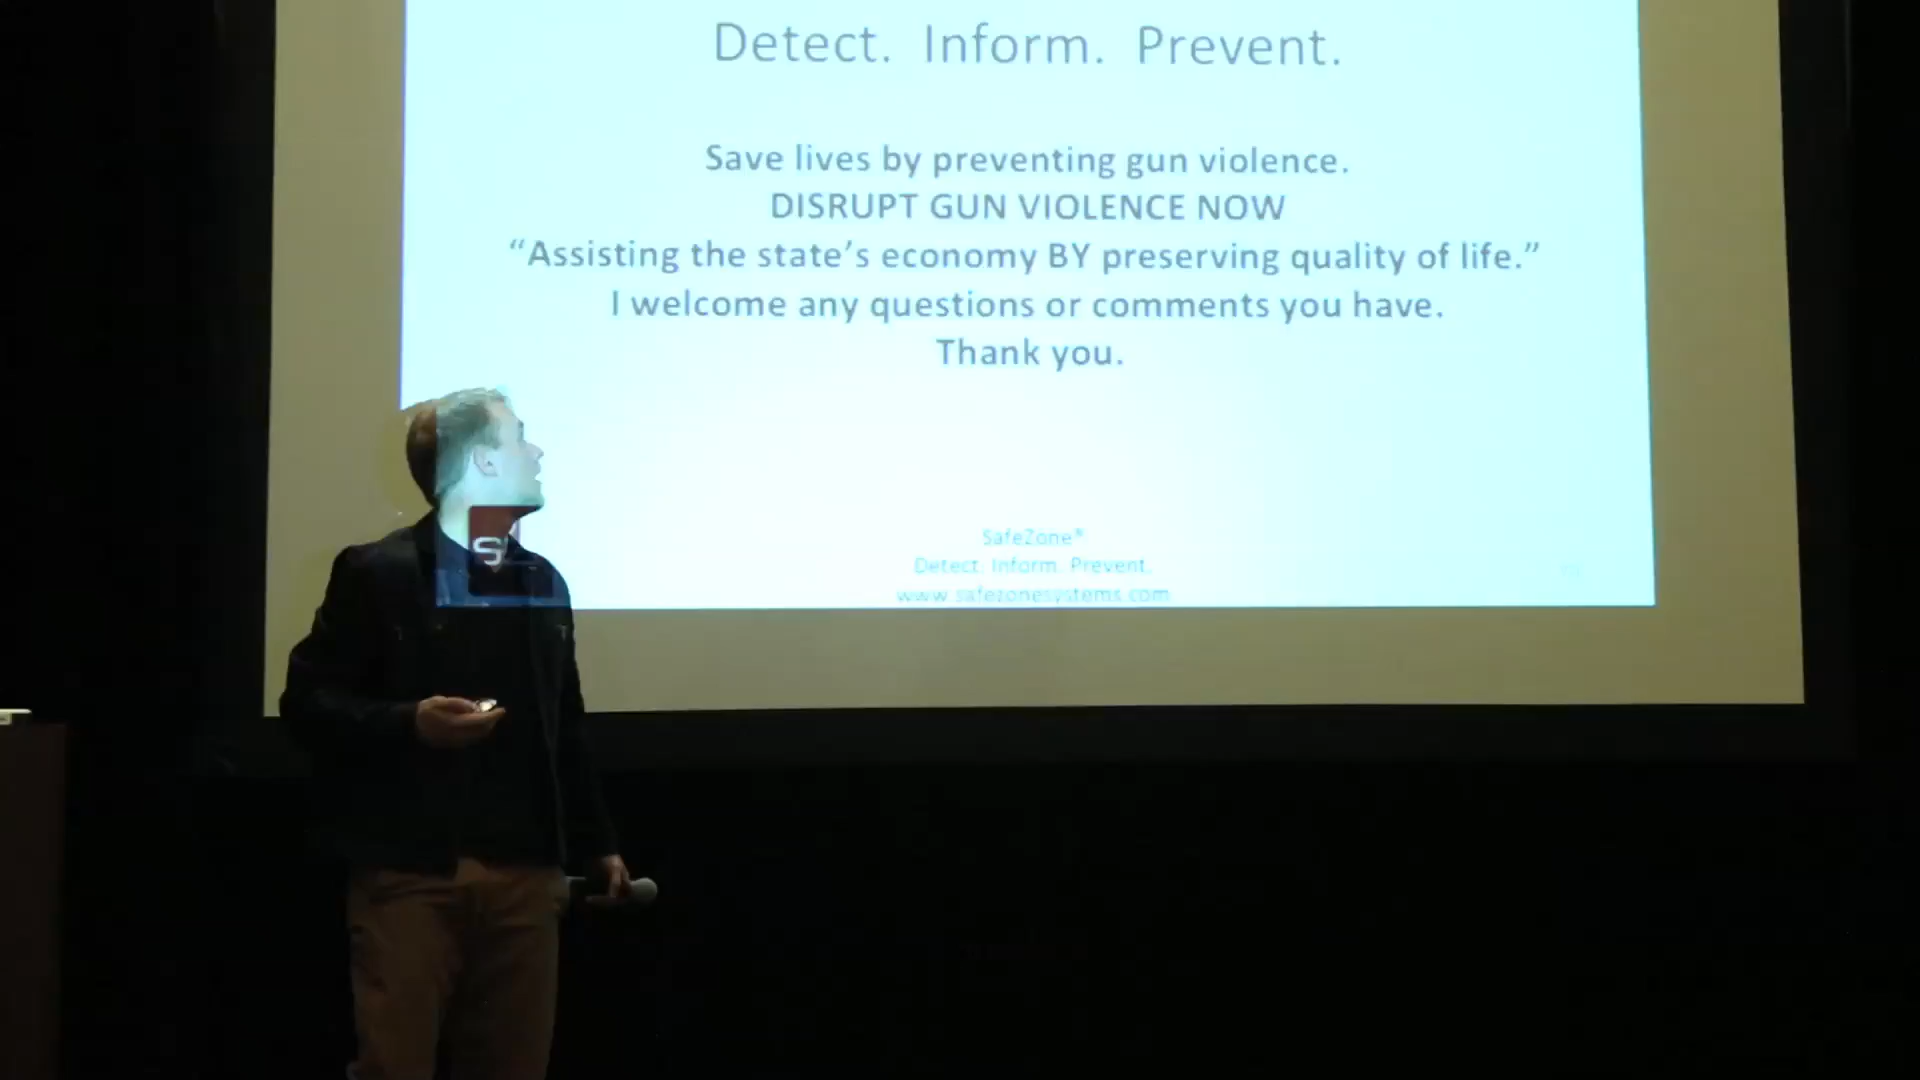 Detect. Inform. Prevent.
Save lives by preventing gun violence.
DISRUPT GUN VIOLENCE NOW
“Assisting the state’s economy BY preserving quality of life.”
I welcome any questions or comments you have.
Thank you.
SafeZone®
Detect. Inform. Prevent.
www.safezonesystems.com